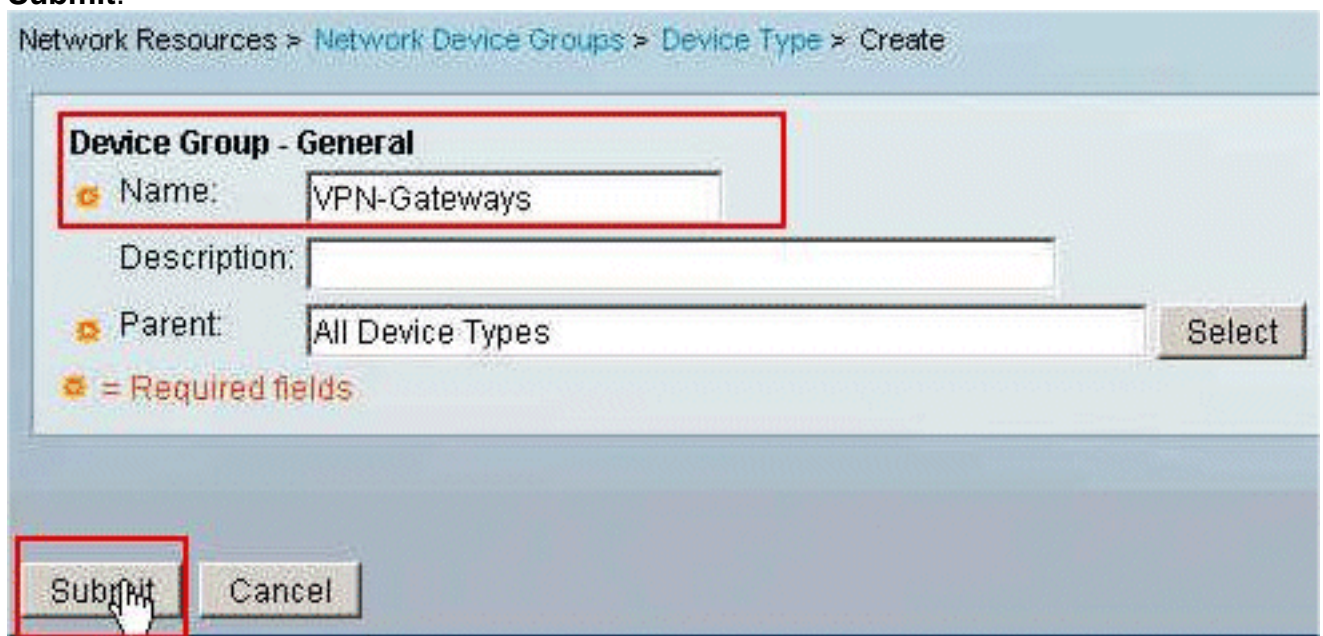 Submit.
Network Resources > Network Device Groups > Device Type > Create
Device Group - General
Name: VPN-Gateways
Description:
Parent: All Device Types Select
= Required fields
Submit Cancel